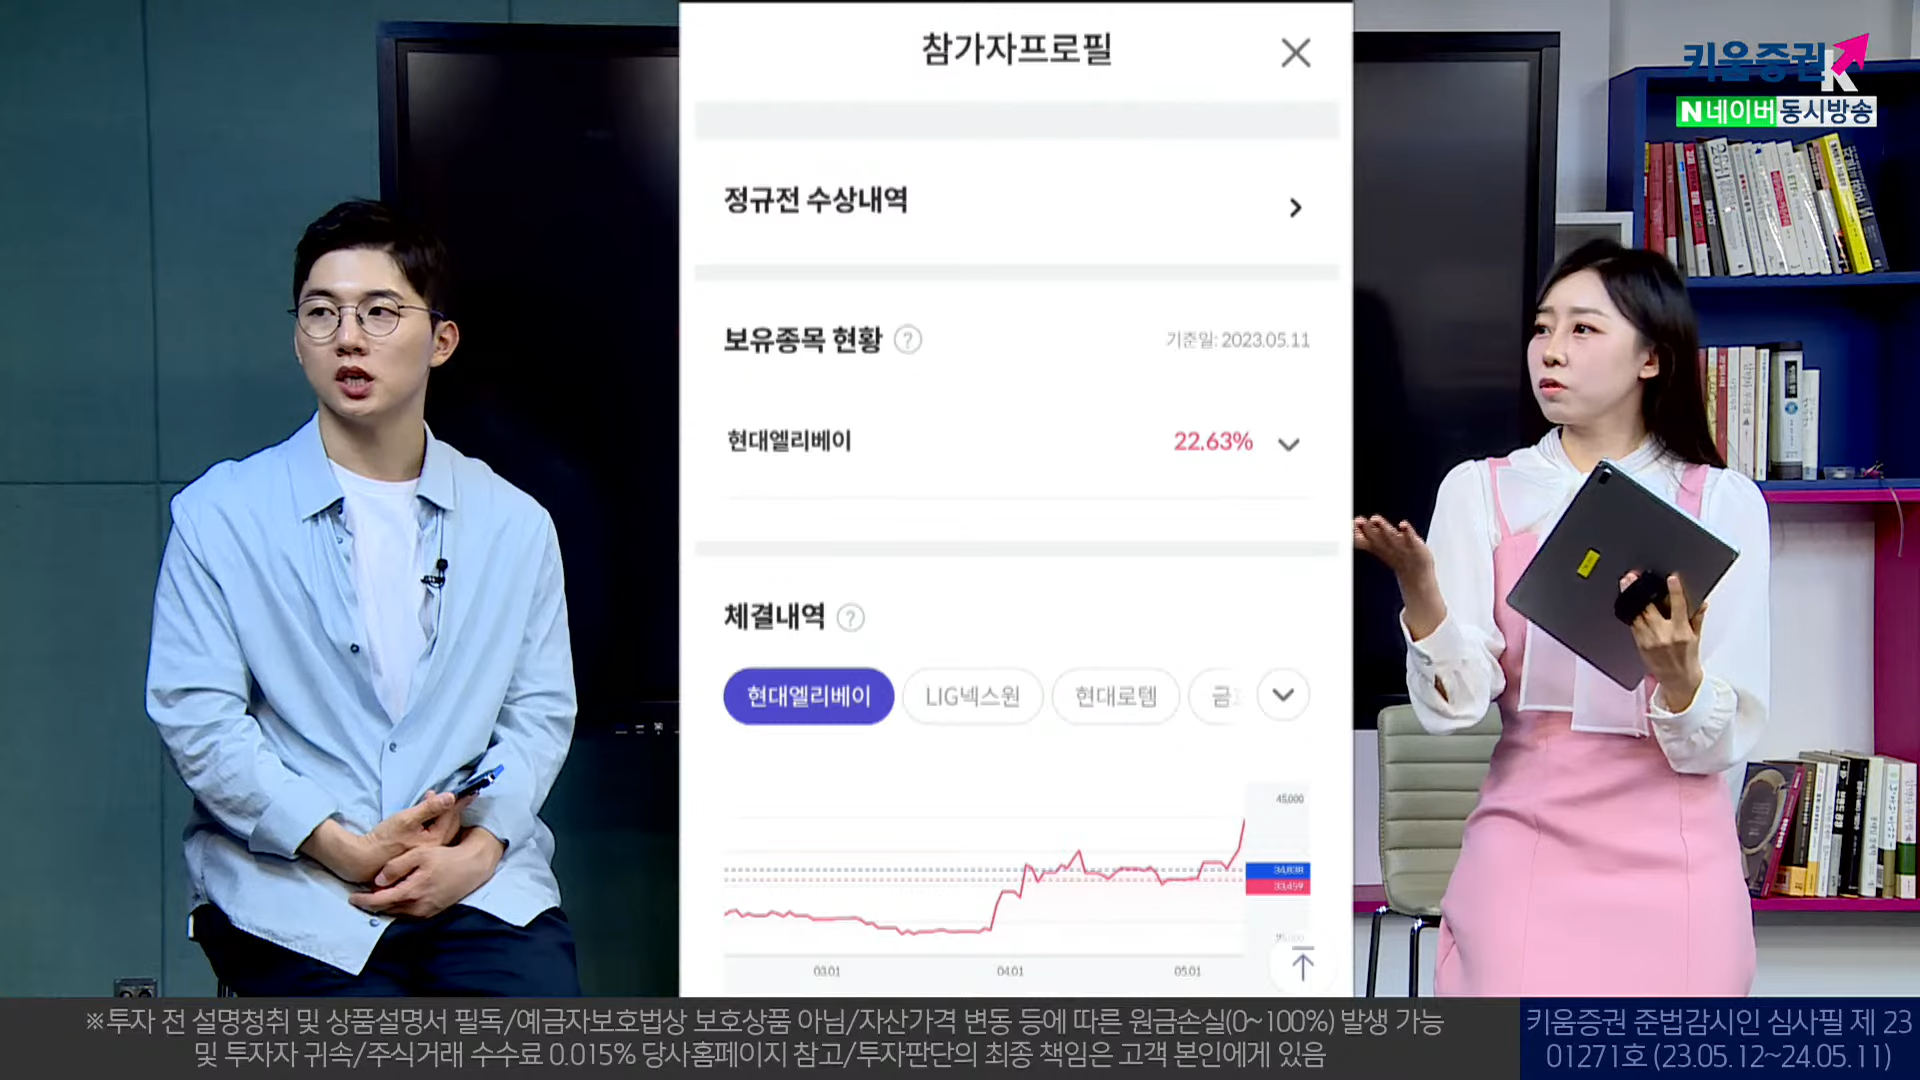 참가자프로필
키움증권
K
N 네이버 동시방송
정규전 수상내역
보유종목 현황 ?
기준일: 2023.05.11
현대엘리베이
22.63%
체결내역 ?
현대엘리베이
LIG넥스원
현대로템
금
45,000
34,838
33,459
03.01
04.01
05.01
※투자 전 설명청취 및 상품설명서 필독/예금자보호법상 보호상품 아님/자산가격 변동 등에 따른 원금손실(0~100%) 발생 가능
및 투자자 귀속/주식거래 수수료 0.015% 당사홈페이지 참고/투자판단의 최종 책임은 고객 본인에게 있음
키움증권 준법감시인 심사필 제 23
01271호 (23.05.12~24.05.11)